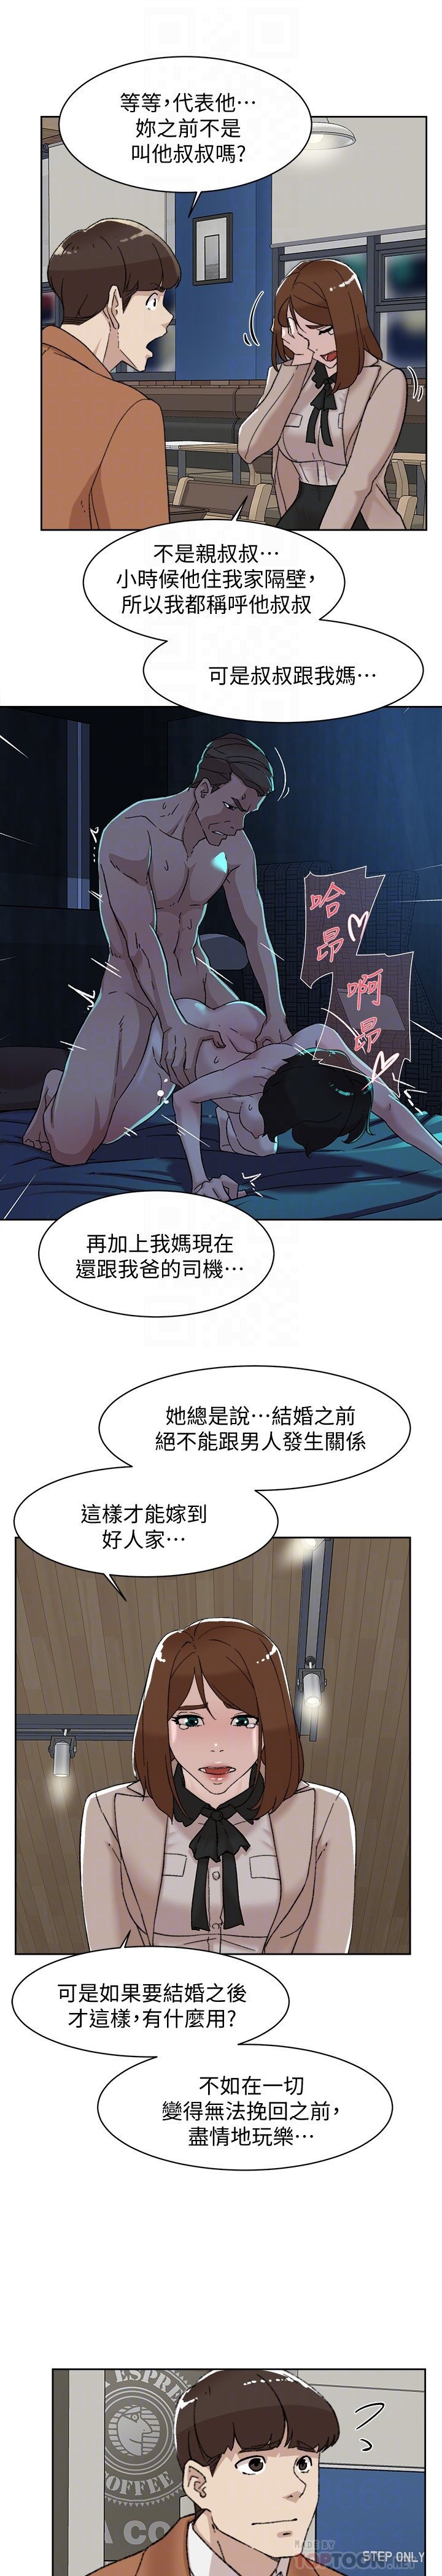 等等,代表他⋯
妳之前不是
叫他叔叔嗎?
不是親叔叔⋯
小時候他住我家隔壁,
所以我都稱呼他叔叔
可是叔叔跟我媽⋯
哈
昂
啊
昂
再加上我媽現在
還跟我爸的司機⋯
她總是說⋯結婚之前
絕不能跟男人發生關係
這樣才能嫁到
好人家⋯
可是如果要結婚之後
才這樣,有什麼用?
不如在一切
變得無法挽回之前,
盡情地玩樂⋯
ESPRE
COFFEE
A CO
STEP ONLY
MADE BY
TOPTOON.NET